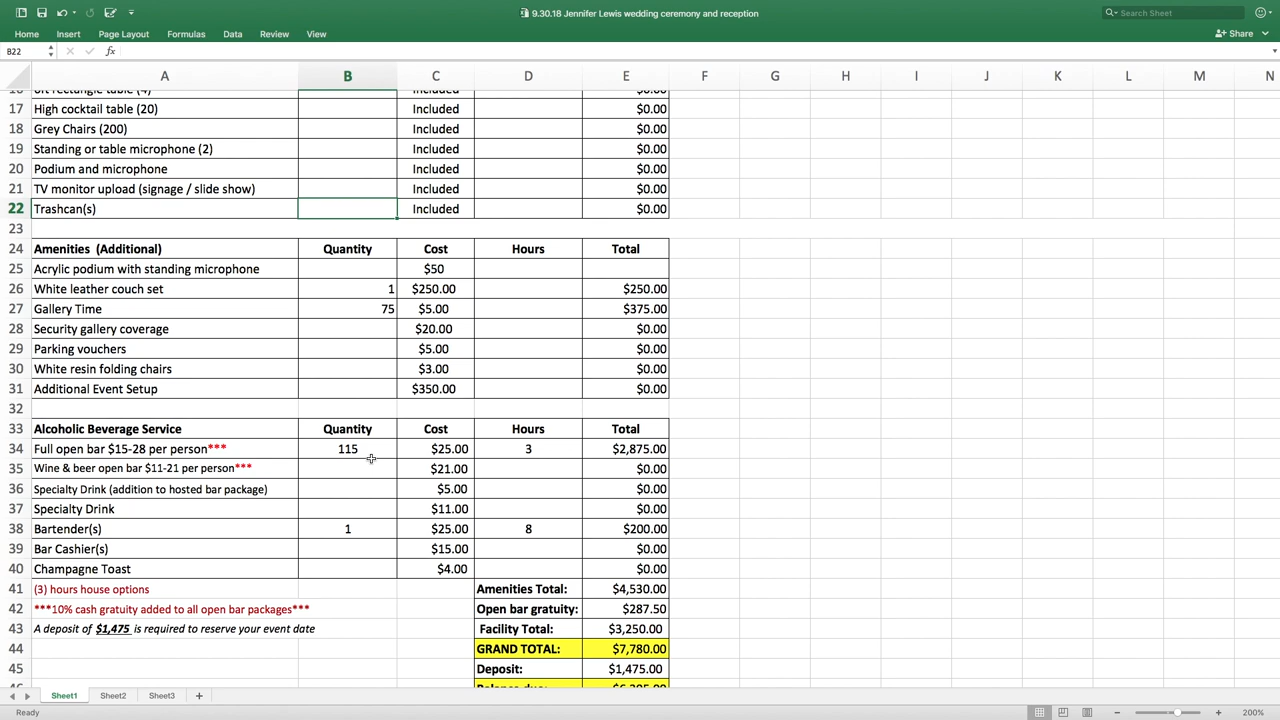 9.30.18 Jennifer Lewis wedding ceremony and reception
Search Sheet
Home Insert Page Layout Formulas Data Review View
Share
B22 fx
A B C D E F G H I J K L M N
17 High cocktail table (20) Included $0.00
18 Grey Chairs (200) Included $0.00
19 Standing or table microphone (2) Included $0.00
20 Podium and microphone Included $0.00
21 TV monitor upload (signage / slide show) Included $0.00
22 Trashcan(s) Included $0.00
23
24 Amenities (Additional) Quantity Cost Hours Total
25 Acrylic podium with standing microphone $50
26 White leather couch set 1 $250.00 $250.00
27 Gallery Time 75 $5.00 $375.00
28 Security gallery coverage $20.00 $0.00
29 Parking vouchers $5.00 $0.00
30 White resin folding chairs $3.00 $0.00
31 Additional Event Setup $350.00 $0.00
32
33 Alcoholic Beverage Service Quantity Cost Hours Total
34 Full open bar $15-28 per person*** 115 $25.00 3 $2,875.00
35 Wine & beer open bar $11-21 per person*** $21.00 $0.00
36 Specialty Drink (addition to hosted bar package) $5.00 $0.00
37 Specialty Drink $11.00 $0.00
38 Bartender(s) 1 $25.00 8 $200.00
39 Bar Cashier(s) $15.00 $0.00
40 Champagne Toast $4.00 $0.00
41 (3) hours house options Amenities Total: $4,530.00
42 ***10% cash gratuity added to all open bar packages*** Open bar gratuity: $287.50
43 A deposit of $1,475 is required to reserve your event date Facility Total: $3,250.00
44 GRAND TOTAL: $7,780.00
45 Deposit: $1,475.00
Sheet1 Sheet2 Sheet3 +
Ready 200%